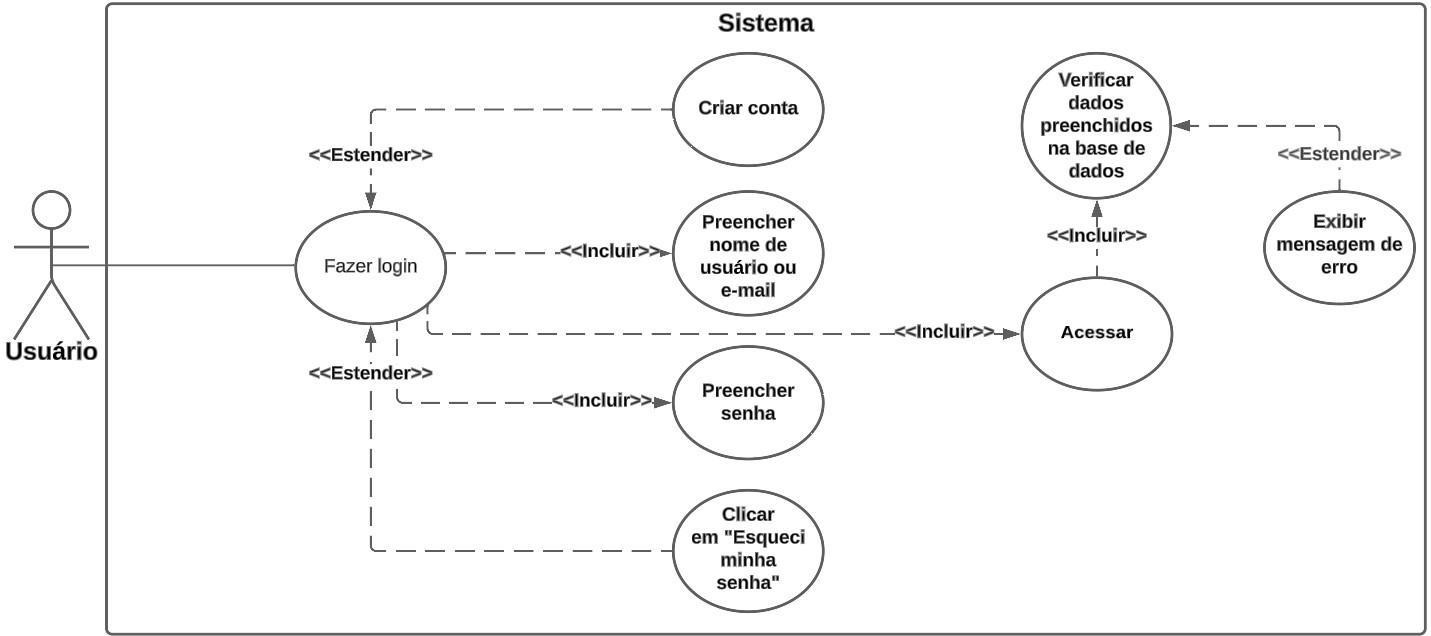 Sistema
Criar conta
<<Estender>>
Verificar
dados
preenchidos
na base de
dados
<<Estender>>
Usuário
Fazer login
<<Incluir>>
Preencher
nome de
usuário ou
e-mail
<<Incluir>>
Exibir
mensagem de
erro
<<Incluir>>
Acessar
<<Estender>>
<<Incluir>>
Preencher
senha
Clicar
em "Esqueci
minha
senha"